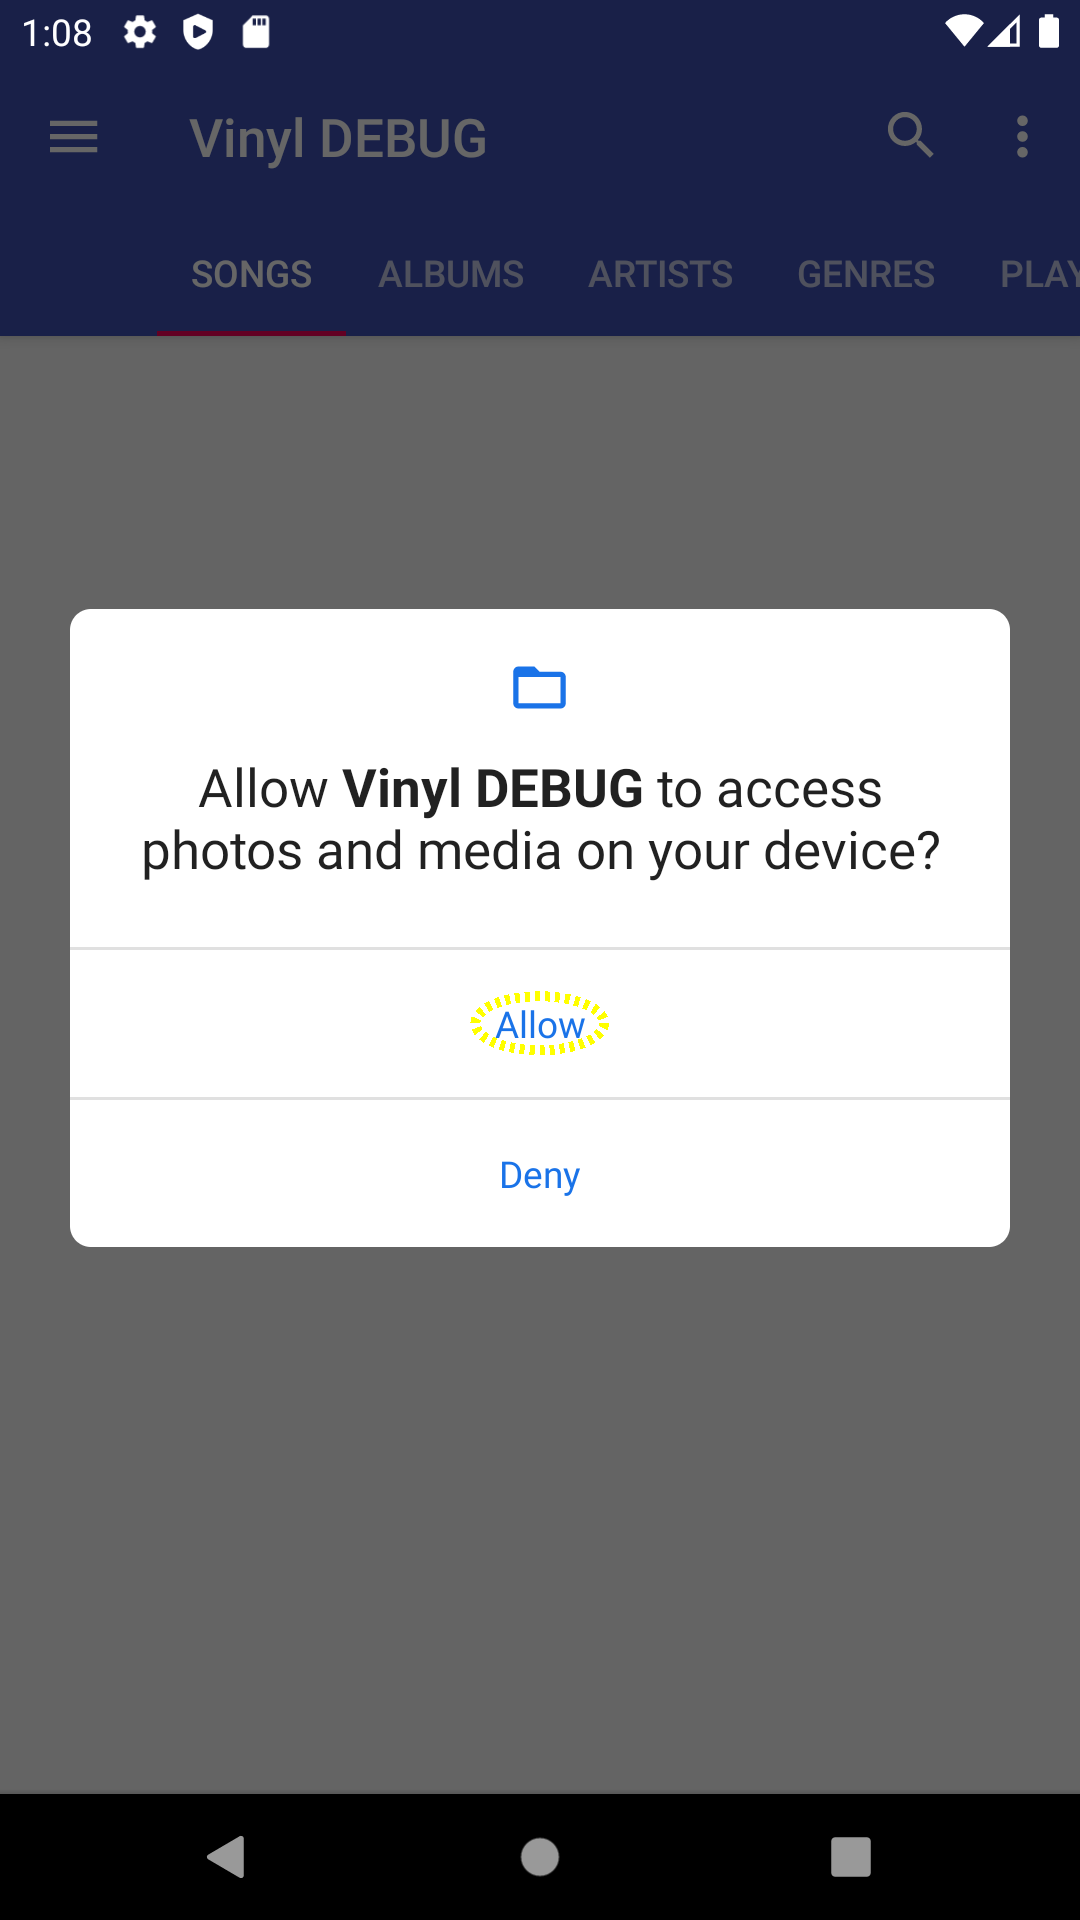 1:08
Vinyl DEBUG
SONGS ALBUMS ARTISTS GENRES PLAY
Allow Vinyl DEBUG to access
photos and media on your device?
Allow
Deny